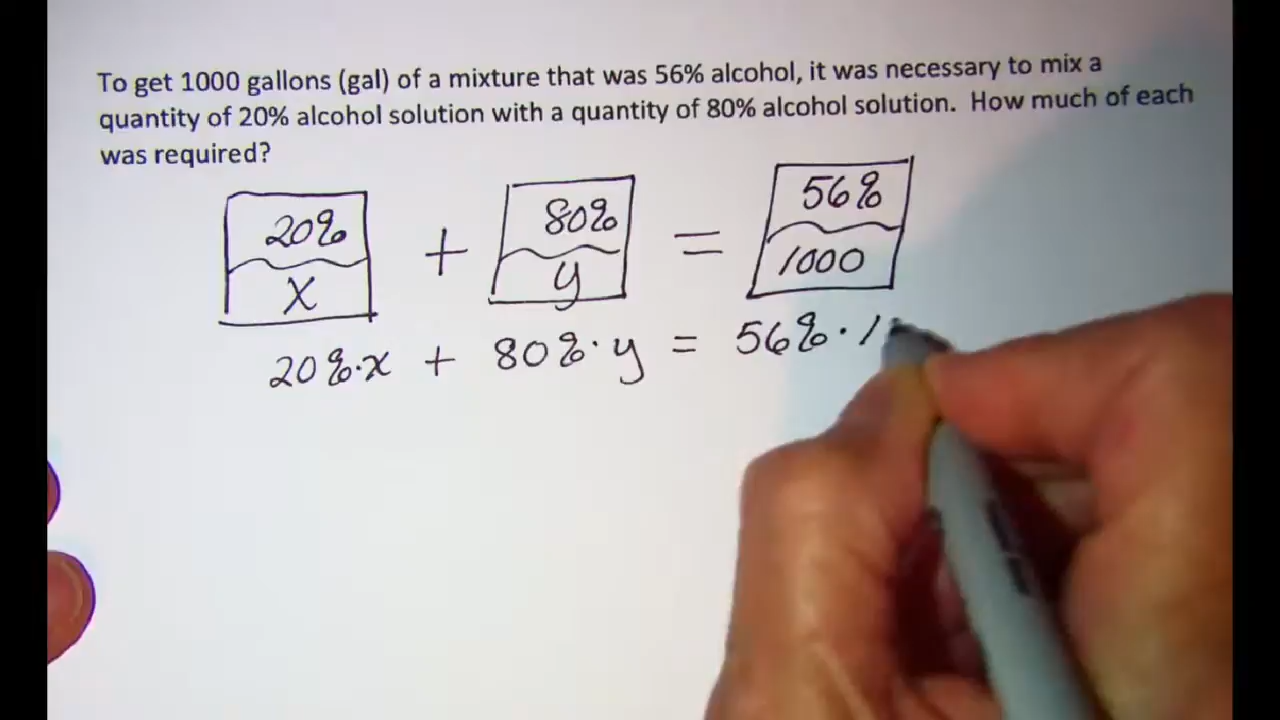 To get 1000 gallons (gal) of a mixture that was 56% alcohol, it was necessary to mix a
quantity of 20% alcohol solution with a quantity of 80% alcohol solution. How much of each
was required?
20% + 80% = 56%
x y 1000
20%·x + 80%·y = 56%·1